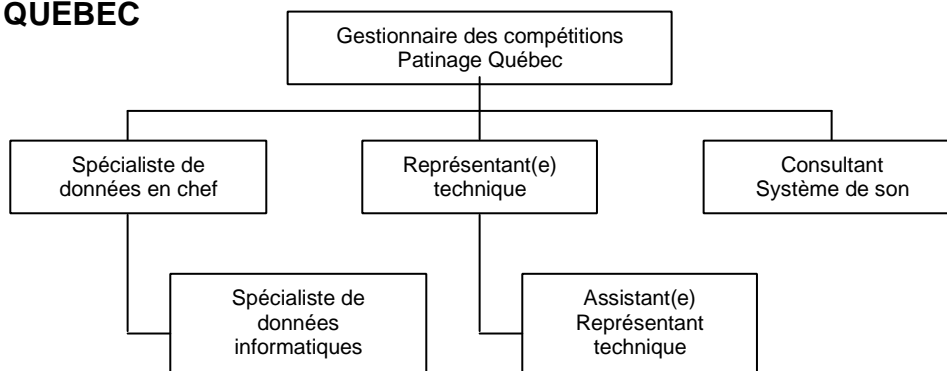 QUEBEC
Gestionnaire des compétitions
Patinage Québec
Spécialiste de
données en chef
Représentant(e)
technique
Consultant
Système de son
Spécialiste de
données
informatiques
Assistant(e)
Représentant
technique